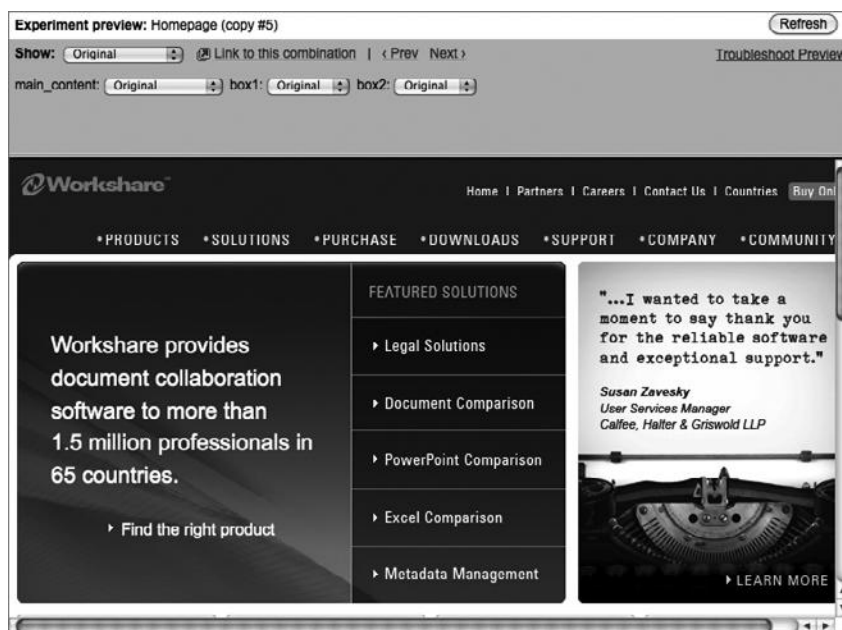 Experiment preview: Homepage (copy #5) Refresh
Show: Original Link to this combination | ‹ Prev Next › Troubleshoot Preview
main_content: Original box1: Original box2: Original
Workshare™
Home | Partners | Careers | Contact Us | Countries Buy Onl
•PRODUCTS •SOLUTIONS •PURCHASE •DOWNLOADS •SUPPORT •COMPANY •COMMUNITY
Workshare provides
document collaboration
software to more than
1.5 million professionals in
65 countries.
Find the right product
FEATURED SOLUTIONS
Legal Solutions
Document Comparison
PowerPoint Comparison
Excel Comparison
Metadata Management
"...I wanted to take a
moment to say thank you
for the reliable software
and exceptional support."
Susan Zavesky
User Services Manager
Calfee, Halter & Griswold LLP
LEARN MORE